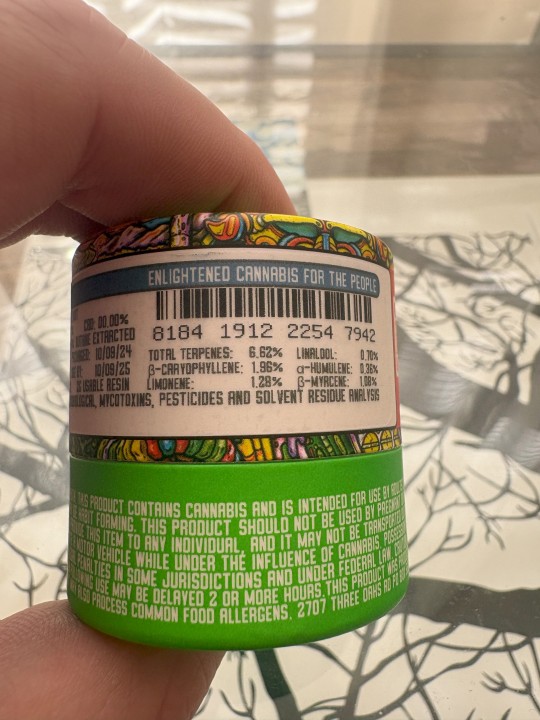 ENLIGHTENED CANNABIS FOR THE PEOPLE
8184 1912 2254 7942
CBD: 00.00%
EXTRACTED
10/09/24
10/09/25
USABLE RESIN
TOTAL TERPENES: 6.62% LINALOOL: 0.70%
β-CARYOPHYLLENE: 1.96% α-HUMULENE: 0.36%
LIMONENE: 1.28% β-MYRCENE: 1.08%
MYCOTOXINS, PESTICIDES AND SOLVENT RESIDUE ANALYSIS
THIS PRODUCT CONTAINS CANNABIS AND IS INTENDED FOR USE BY
HABIT FORMING. THIS PRODUCT SHOULD NOT BE USED BY
THIS ITEM TO ANY INDIVIDUAL, AND IT MAY NOT BE TRANSPORTED
MOTOR VEHICLE WHILE UNDER THE INFLUENCE OF CANNABIS.
PENALTIES IN SOME JURISDICTIONS AND UNDER FEDERAL LAW.
USE MAY BE DELAYED 2 OR MORE HOURS. THIS PRODUCT
ALSO PROCESS COMMON FOOD ALLERGENS. 2707 THREE OAKS RD